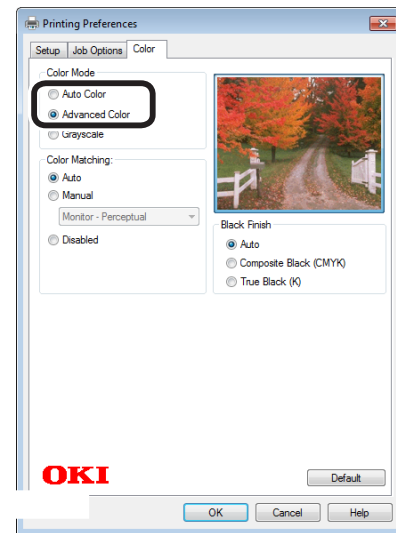 Printing Preferences
Setup Job Options Color
Color Mode
Auto Color
Advanced Color
Grayscale
Color Matching:
Auto
Manual
Monitor - Perceptual
Disabled
Black Finish
Auto
Composite Black (CMYK)
True Black (K)
OKI
Default
OK Cancel Help